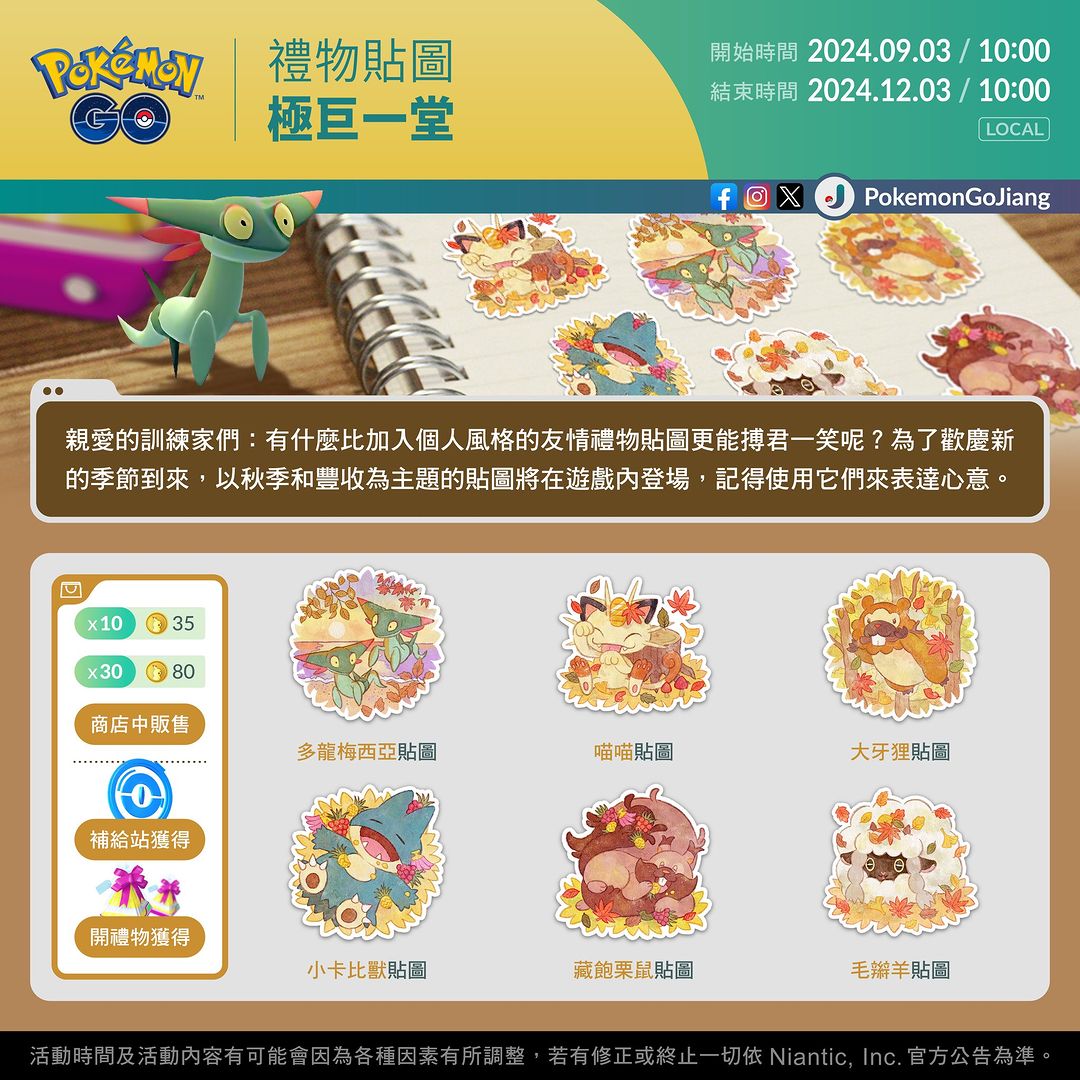 POKÉMON GO
TM
禮物貼圖
極巨一堂
開始時間 2024.09.03 / 10:00
結束時間 2024.12.03 / 10:00
LOCAL
PokemonGoJiang
親愛的訓練家們：有什麼比加入個人風格的友情禮物貼圖更能搏君一笑呢？為了歡慶新
的季節到來，以秋季和豐收為主題的貼圖將在遊戲內登場，記得使用它們來表達心意。
x10 35
x30 80
商店中販售
補給站獲得
開禮物獲得
多龍梅西亞貼圖
喵喵貼圖
大牙狸貼圖
小卡比獸貼圖
藏飽栗鼠貼圖
毛辮羊貼圖
活動時間及活動內容有可能會因為各種因素有所調整，若有修正或終止一切依 Niantic, Inc. 官方公告為準。